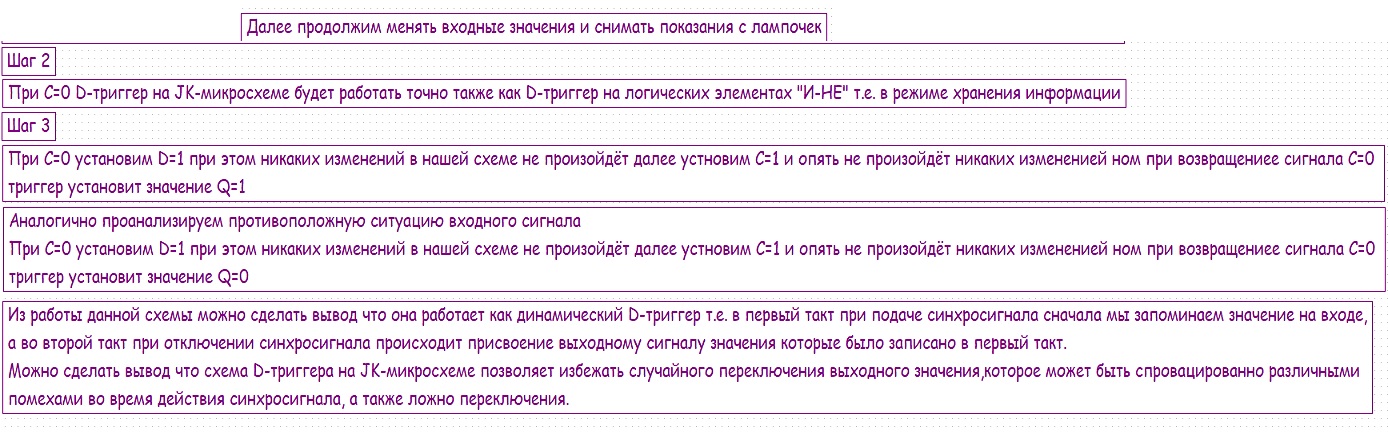 Далее продолжим менять входные значения и снимать показания с лампочек
Шаг 2
При С=0 D-триггер на JK-микросхеме будет работать точно также как D-триггер на логических элементах "И-НЕ" т.е. в режиме хранения информации
Шаг 3
При С=0 установим D=1 при этом никаких изменений в нашей схеме не произойдёт далее устновим С=1 и опять не произойдёт никаких измененией ном при возвращениее сигнала С=0
триггер установит значение Q=1
Аналогично проанализируем противоположную ситуацию входного сигнала
При С=0 установим D=1 при этом никаких изменений в нашей схеме не произойдёт далее устновим С=1 и опять не произойдёт никаких измененией ном при возвращениее сигнала С=0
триггер установит значение Q=0
Из работы данной схемы можно сделать вывод что она работает как динамический D-триггер т.е. в первый такт при подаче синхросигнала сначала мы запоминаем значение на входе,
а во второй такт при отключении синхросигнала происходит присвоение выходному сигналу значения которые было записано в первый такт.
Можно сделать вывод что схема D-триггера на JK-микросхеме позволяет избежать случайного переключения выходного значения,которое может быть спровацированно различными
помехами во время действия синхросигнала, а также ложно переключения.